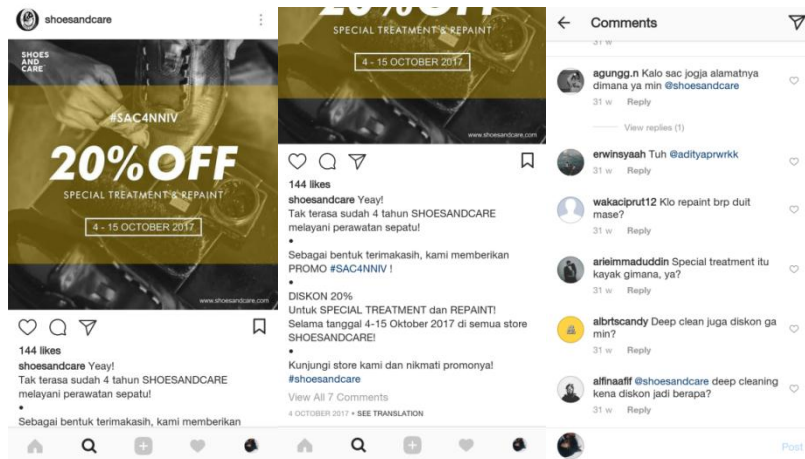 shoesandcare
SHOES
AND
CARE
#SAC4NNIV
20%OFF
SPECIAL TREATMENT & REPAINT
4 - 15 OCTOBER 2017
www.shoesandcare.com
144 likes
shoesandcare Yeay!
Tak terasa sudah 4 tahun SHOESANDCARE
melayani perawatan sepatu!
•
Sebagai bentuk terimakasih, kami memberikan
20%OFF
SPECIAL TREATMENT & REPAINT
4 - 15 OCTOBER 2017
www.shoesandcare.com
144 likes
shoesandcare Yeay!
Tak terasa sudah 4 tahun SHOESANDCARE
melayani perawatan sepatu!
•
Sebagai bentuk terimakasih, kami memberikan
PROMO #SAC4NNIV !
•
DISKON 20%
Untuk SPECIAL TREATMENT dan REPAINT!
Selama tanggal 4-15 Oktober 2017 di semua store
SHOESANDCARE!
•
Kunjungi store kami dan nikmati promonya!
#shoesandcare
View All 7 Comments
4 OCTOBER 2017 • SEE TRANSLATION
Comments
31 w
agungg.n Kalo sac jogja alamatnya
dimana ya min @shoesandcare
31 w Reply
View replies (1)
erwinsyaah Tuh @adityaprwrkk
31 w Reply
wakaciprut12 Klo repaint brp duit
mase?
31 w Reply
arieimmaduddin Special treatment itu
kayak gimana, ya?
31 w Reply
albrtscandy Deep clean juga diskon ga
min?
31 w Reply
alfinaafif @shoesandcare deep cleaning
kena diskon jadi berapa?
31 w Reply
Post